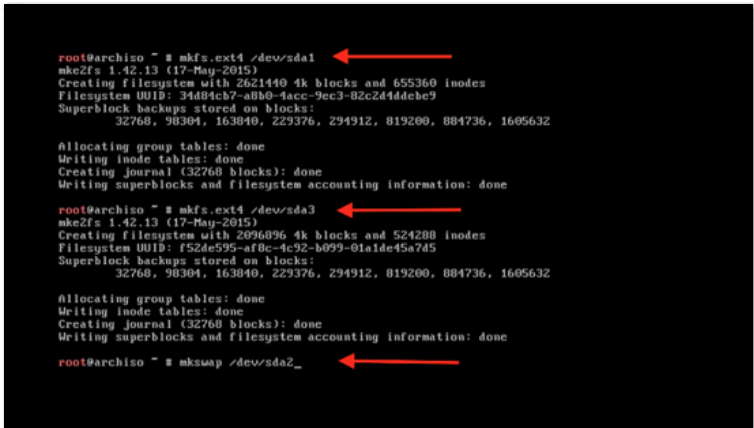 root@archiso ~ # mkfs.ext4 /dev/sda1
mke2fs 1.42.13 (17-May-2015)
Creating filesystem with 2621440 4k blocks and 655360 inodes
Filesystem UUID: 34d84cb7-a8b0-4acc-9ec3-82c24ddebc9
Superblock backups stored on blocks:
32768, 98304, 163840, 229376, 294912, 819200, 884736, 1605632
Allocating group tables: done
Writing inode tables: done
Creating journal (32768 blocks): done
Writing superblocks and filesystem accounting information: done
root@archiso ~ # mkfs.ext4 /dev/sda3
mke2fs 1.42.13 (17-May-2015)
Creating filesystem with 2096896 4k blocks and 524288 inodes
Filesystem UUID: f52de595-af8c-4c92-b099-01a1de45a7d5
Superblock backups stored on blocks:
32768, 98304, 163840, 229376, 294912, 819200, 884736, 1605632
Allocating group tables: done
Writing inode tables: done
Creating journal (32768 blocks): done
Writing superblocks and filesystem accounting information: done
root@archiso ~ # mkswap /dev/sda2_